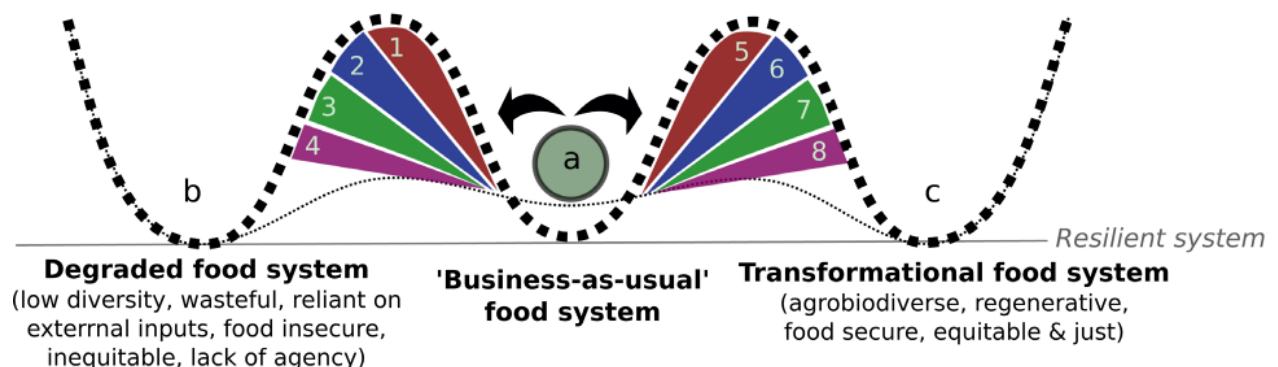 1
2
3
4
5
6
7
8
a
b
c
Resilient system
Degraded food system
(low diversity, wasteful, reliant on
exterrnal inputs, food insecure,
inequitable, lack of agency)
'Business-as-usual'
food system
Transformational food system
(agrobiodiverse, regenerative,
food secure, equitable & just)